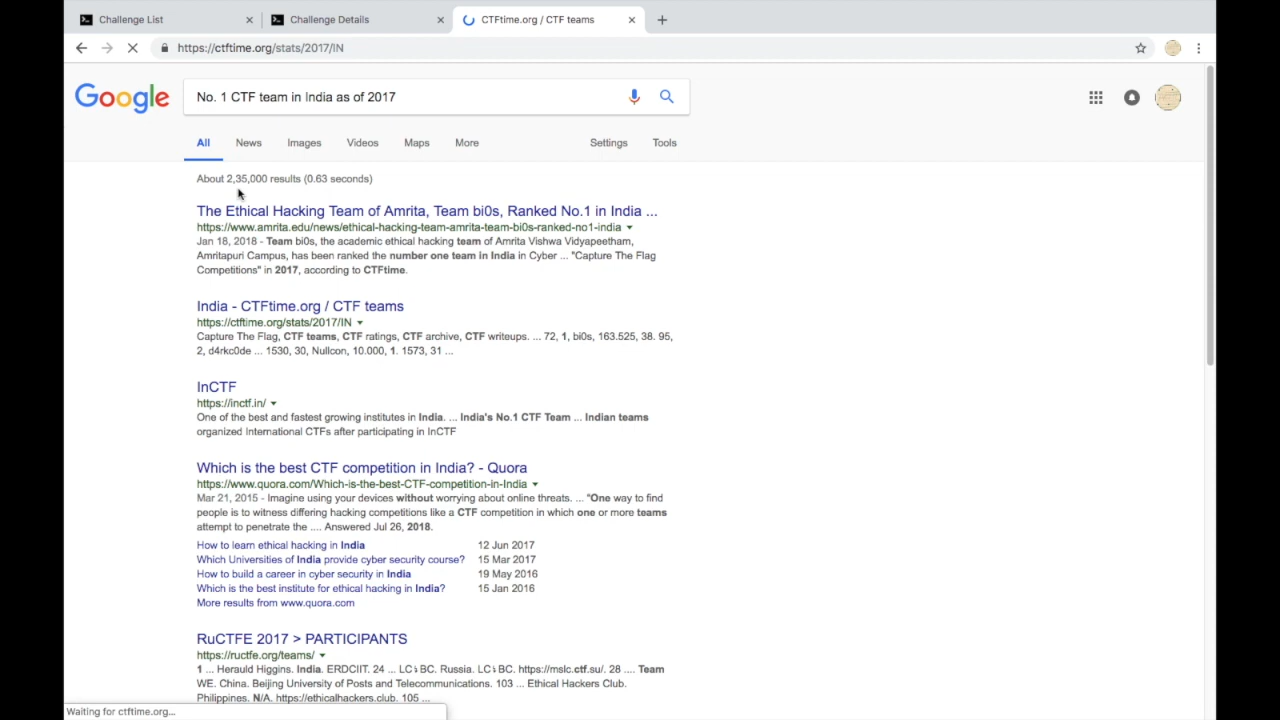 Challenge List
Challenge Details
CTFtime.org / CTF teams
https://ctftime.org/stats/2017/IN
Google
No. 1 CTF team in India as of 2017
All News Images Videos Maps More Settings Tools
About 2,35,000 results (0.63 seconds)
The Ethical Hacking Team of Amrita, Team bi0s, Ranked No.1 in India ...
https://www.amrita.edu/news/ethical-hacking-team-amrita-team-bi0s-ranked-no1-india
Jan 18, 2018 - Team bi0s, the academic ethical hacking team of Amrita Vishwa Vidyapeetham,
Amritapuri Campus, has been ranked the number one team in India in Cyber ... "Capture The Flag
Competitions" in 2017, according to CTFtime.
India - CTFtime.org / CTF teams
https://ctftime.org/stats/2017/IN
Capture The Flag, CTF teams, CTF ratings, CTF archive, CTF writeups. ... 72, 1, bi0s, 163.525, 38. 95,
2, d4rkc0de ... 1530, 30, Nullcon, 10.000, 1. 1573, 31 ...
InCTF
https://inctf.in/
One of the best and fastest growing institutes in India. ... India's No.1 CTF Team ... Indian teams
organized International CTFs after participating in InCTF
Which is the best CTF competition in India? - Quora
https://www.quora.com/Which-is-the-best-CTF-competition-in-India
Mar 21, 2015 - Imagine using your devices without worrying about online threats. ... "One way to find
people is to witness differing hacking competitions like a CTF competition in which one or more teams
attempt to penetrate the .... Answered Jul 26, 2018.
How to learn ethical hacking in India 12 Jun 2017
Which Universities of India provide cyber security course? 15 Mar 2017
How to build a career in cyber security in India 19 May 2016
Which is the best institute for ethical hacking in India? 15 Jan 2016
More results from www.quora.com
RuCTFE 2017 > PARTICIPANTS
https://ructfe.org/teams/
1 ... Herauld Higgins. India. ERDCIIT. 24 ... LC↯BC. Russia. LC↯BC. https://mslc.ctf.su/. 28 .... Team
WE. China. Beijing University of Posts and Telecommunications. 103 ... Ethical Hackers Club.
Philippines. N/A. https://ethicalhackers.club. 105 ...
Waiting for ctftime.org...